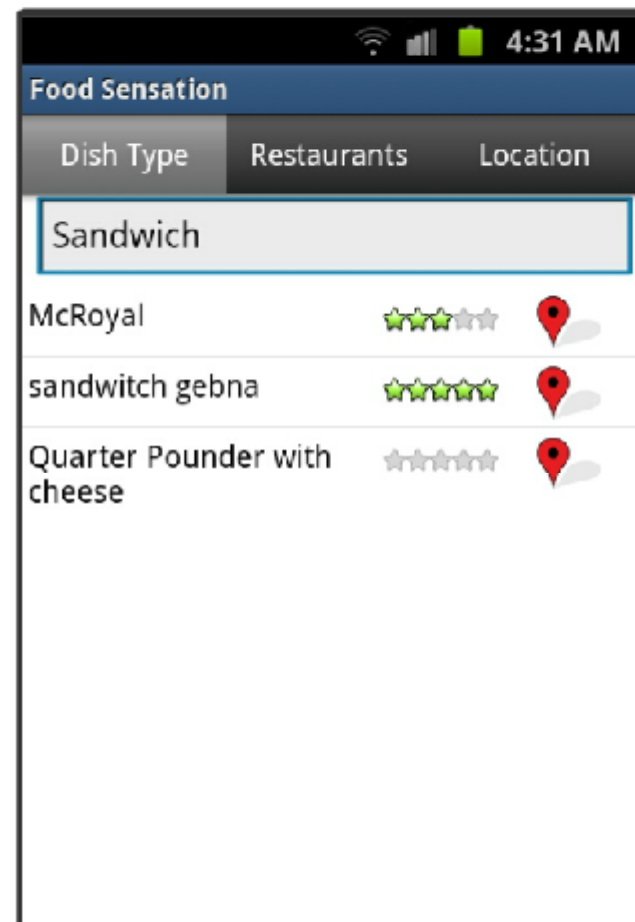 4:31 AM
Food Sensation
Dish Type Restaurants Location
Sandwich
McRoyal
sandwitch gebna
Quarter Pounder with
cheese